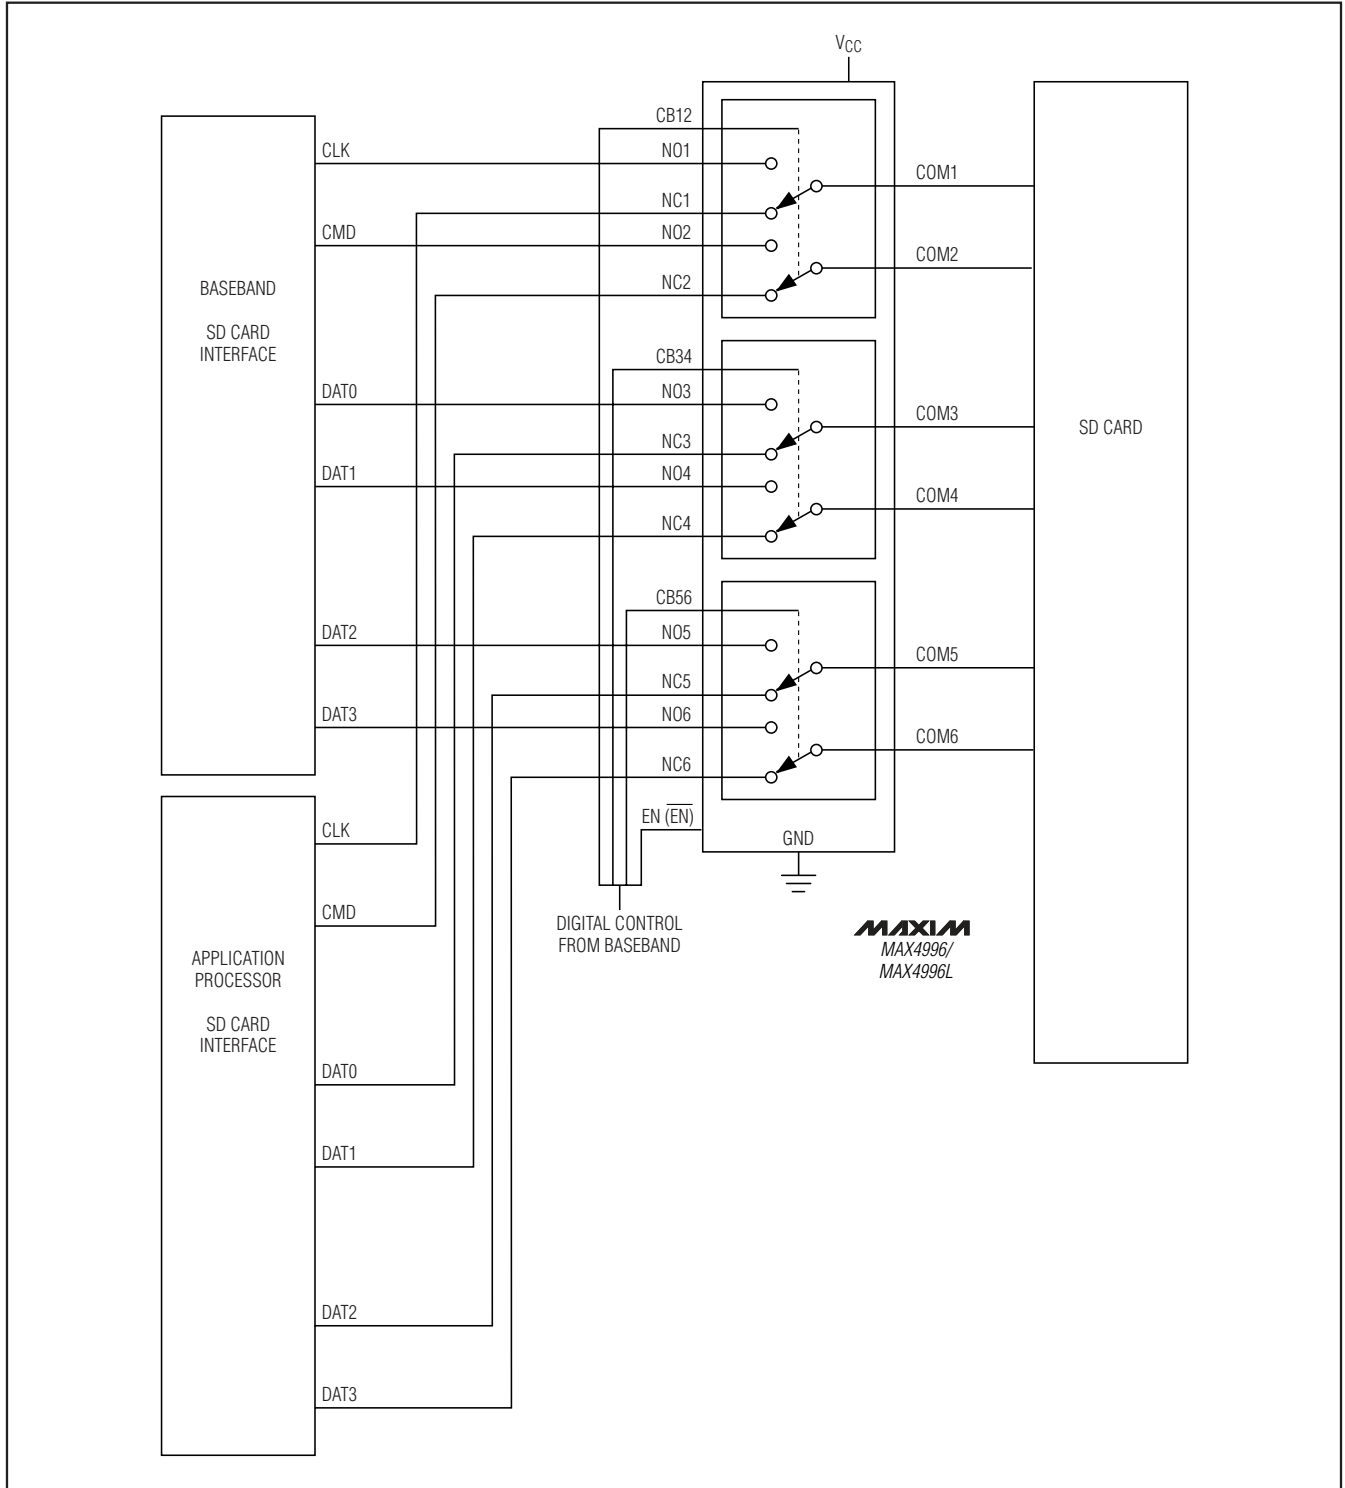 VCC
CB12
CLK
NO1
COM1
NC1
CMD
NO2
COM2
NC2
BASEBAND
SD CARD
INTERFACE
CB34
DAT0
NO3
COM3
SD CARD
NC3
DAT1
NO4
COM4
NC4
CB56
DAT2
NO5
COM5
NC5
DAT3
NO6
COM6
NC6
EN (EN)
GND
CLK
CMD
DIGITAL CONTROL
FROM BASEBAND
MAXIM
MAX4996/
MAX4996L
APPLICATION
PROCESSOR
SD CARD
INTERFACE
DAT0
DAT1
DAT2
DAT3